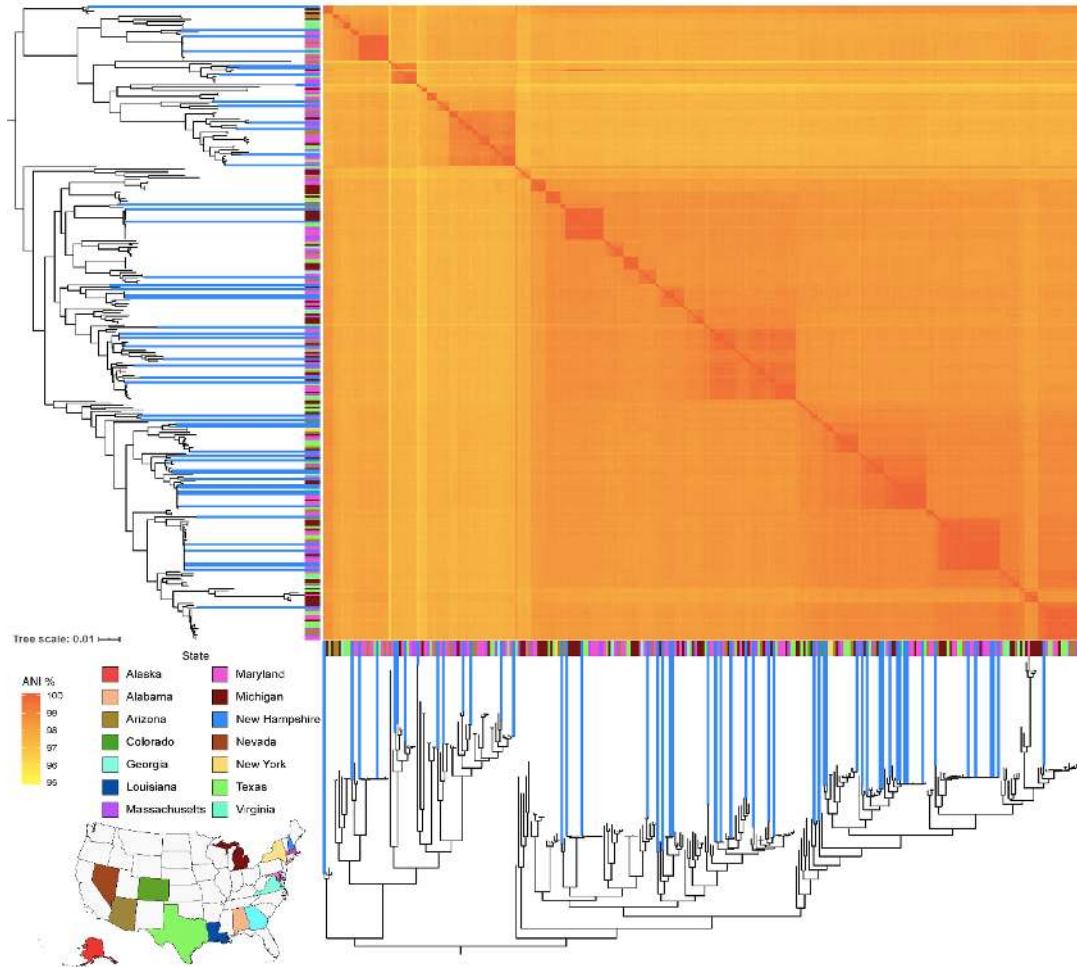 Tree scale: 0.01
State
ANI %
100
99
98
97
96
95
Alaska
Alabama
Arizona
Colorado
Georgia
Louisiana
Massachusetts
Maryland
Michigan
New Hampshire
Nevada
New York
Texas
Virginia